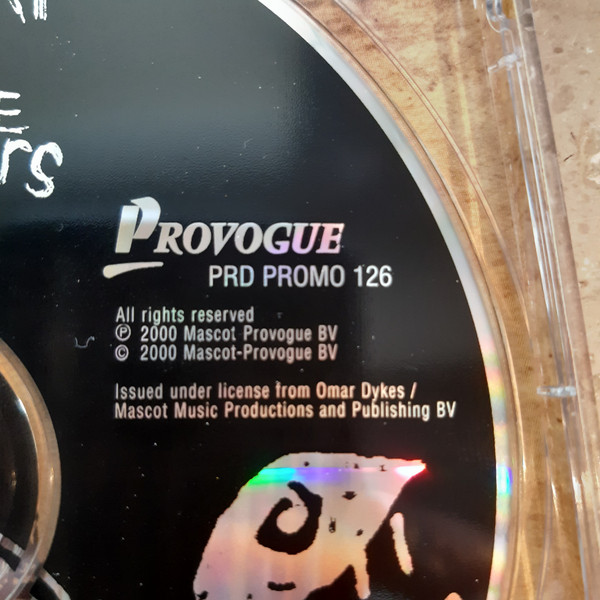 PROVOGUE
PRD PROMO 126
All rights reserved
℗ 2000 Mascot Provogue BV
© 2000 Mascot-Provogue BV
Issued under license from Omar Dykes /
Mascot Music Productions and Publishing BV